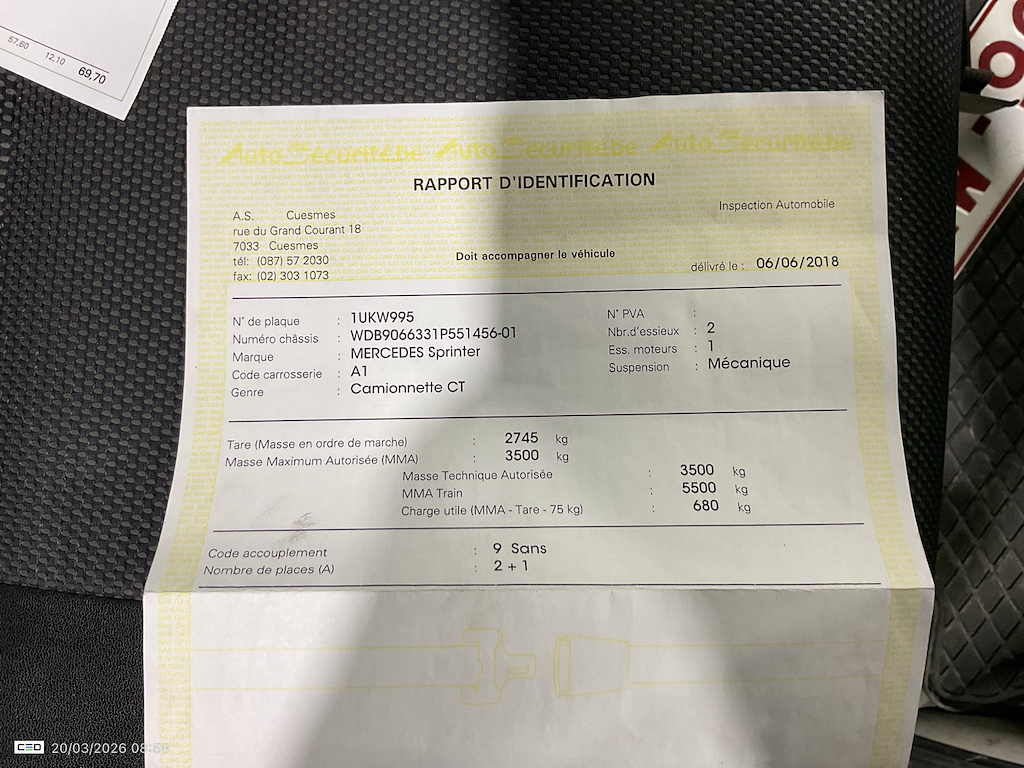 57,60 12,10 69,70
AutoSécurité.be AutoSécurité.be AutoSécurité.be
RAPPORT D'IDENTIFICATION
Inspection Automobile
A.S. Cuesmes
rue du Grand Courant 18
7033 Cuesmes
tél: (087) 57 2030
fax: (02) 303 1073
Doit accompagner le véhicule
délivré le : 06/06/2018
N° de plaque : 1UKW995
Numéro châssis : WDB9066331P551456-01
Marque : MERCEDES Sprinter
Code carrosserie : A1
Genre : Camionnette CT
N° PVA :
Nbr.d'essieux : 2
Ess. moteurs : 1
Suspension : Mécanique
Tare (Masse en ordre de marche) : 2745 kg
Masse Maximum Autorisée (MMA) : 3500 kg
Masse Technique Autorisée : 3500 kg
MMA Train : 5500 kg
Charge utile (MMA - Tare - 75 kg) : 680 kg
Code accouplement : 9 Sans
Nombre de places (A) : 2 + 1
CEO 20/03/2026